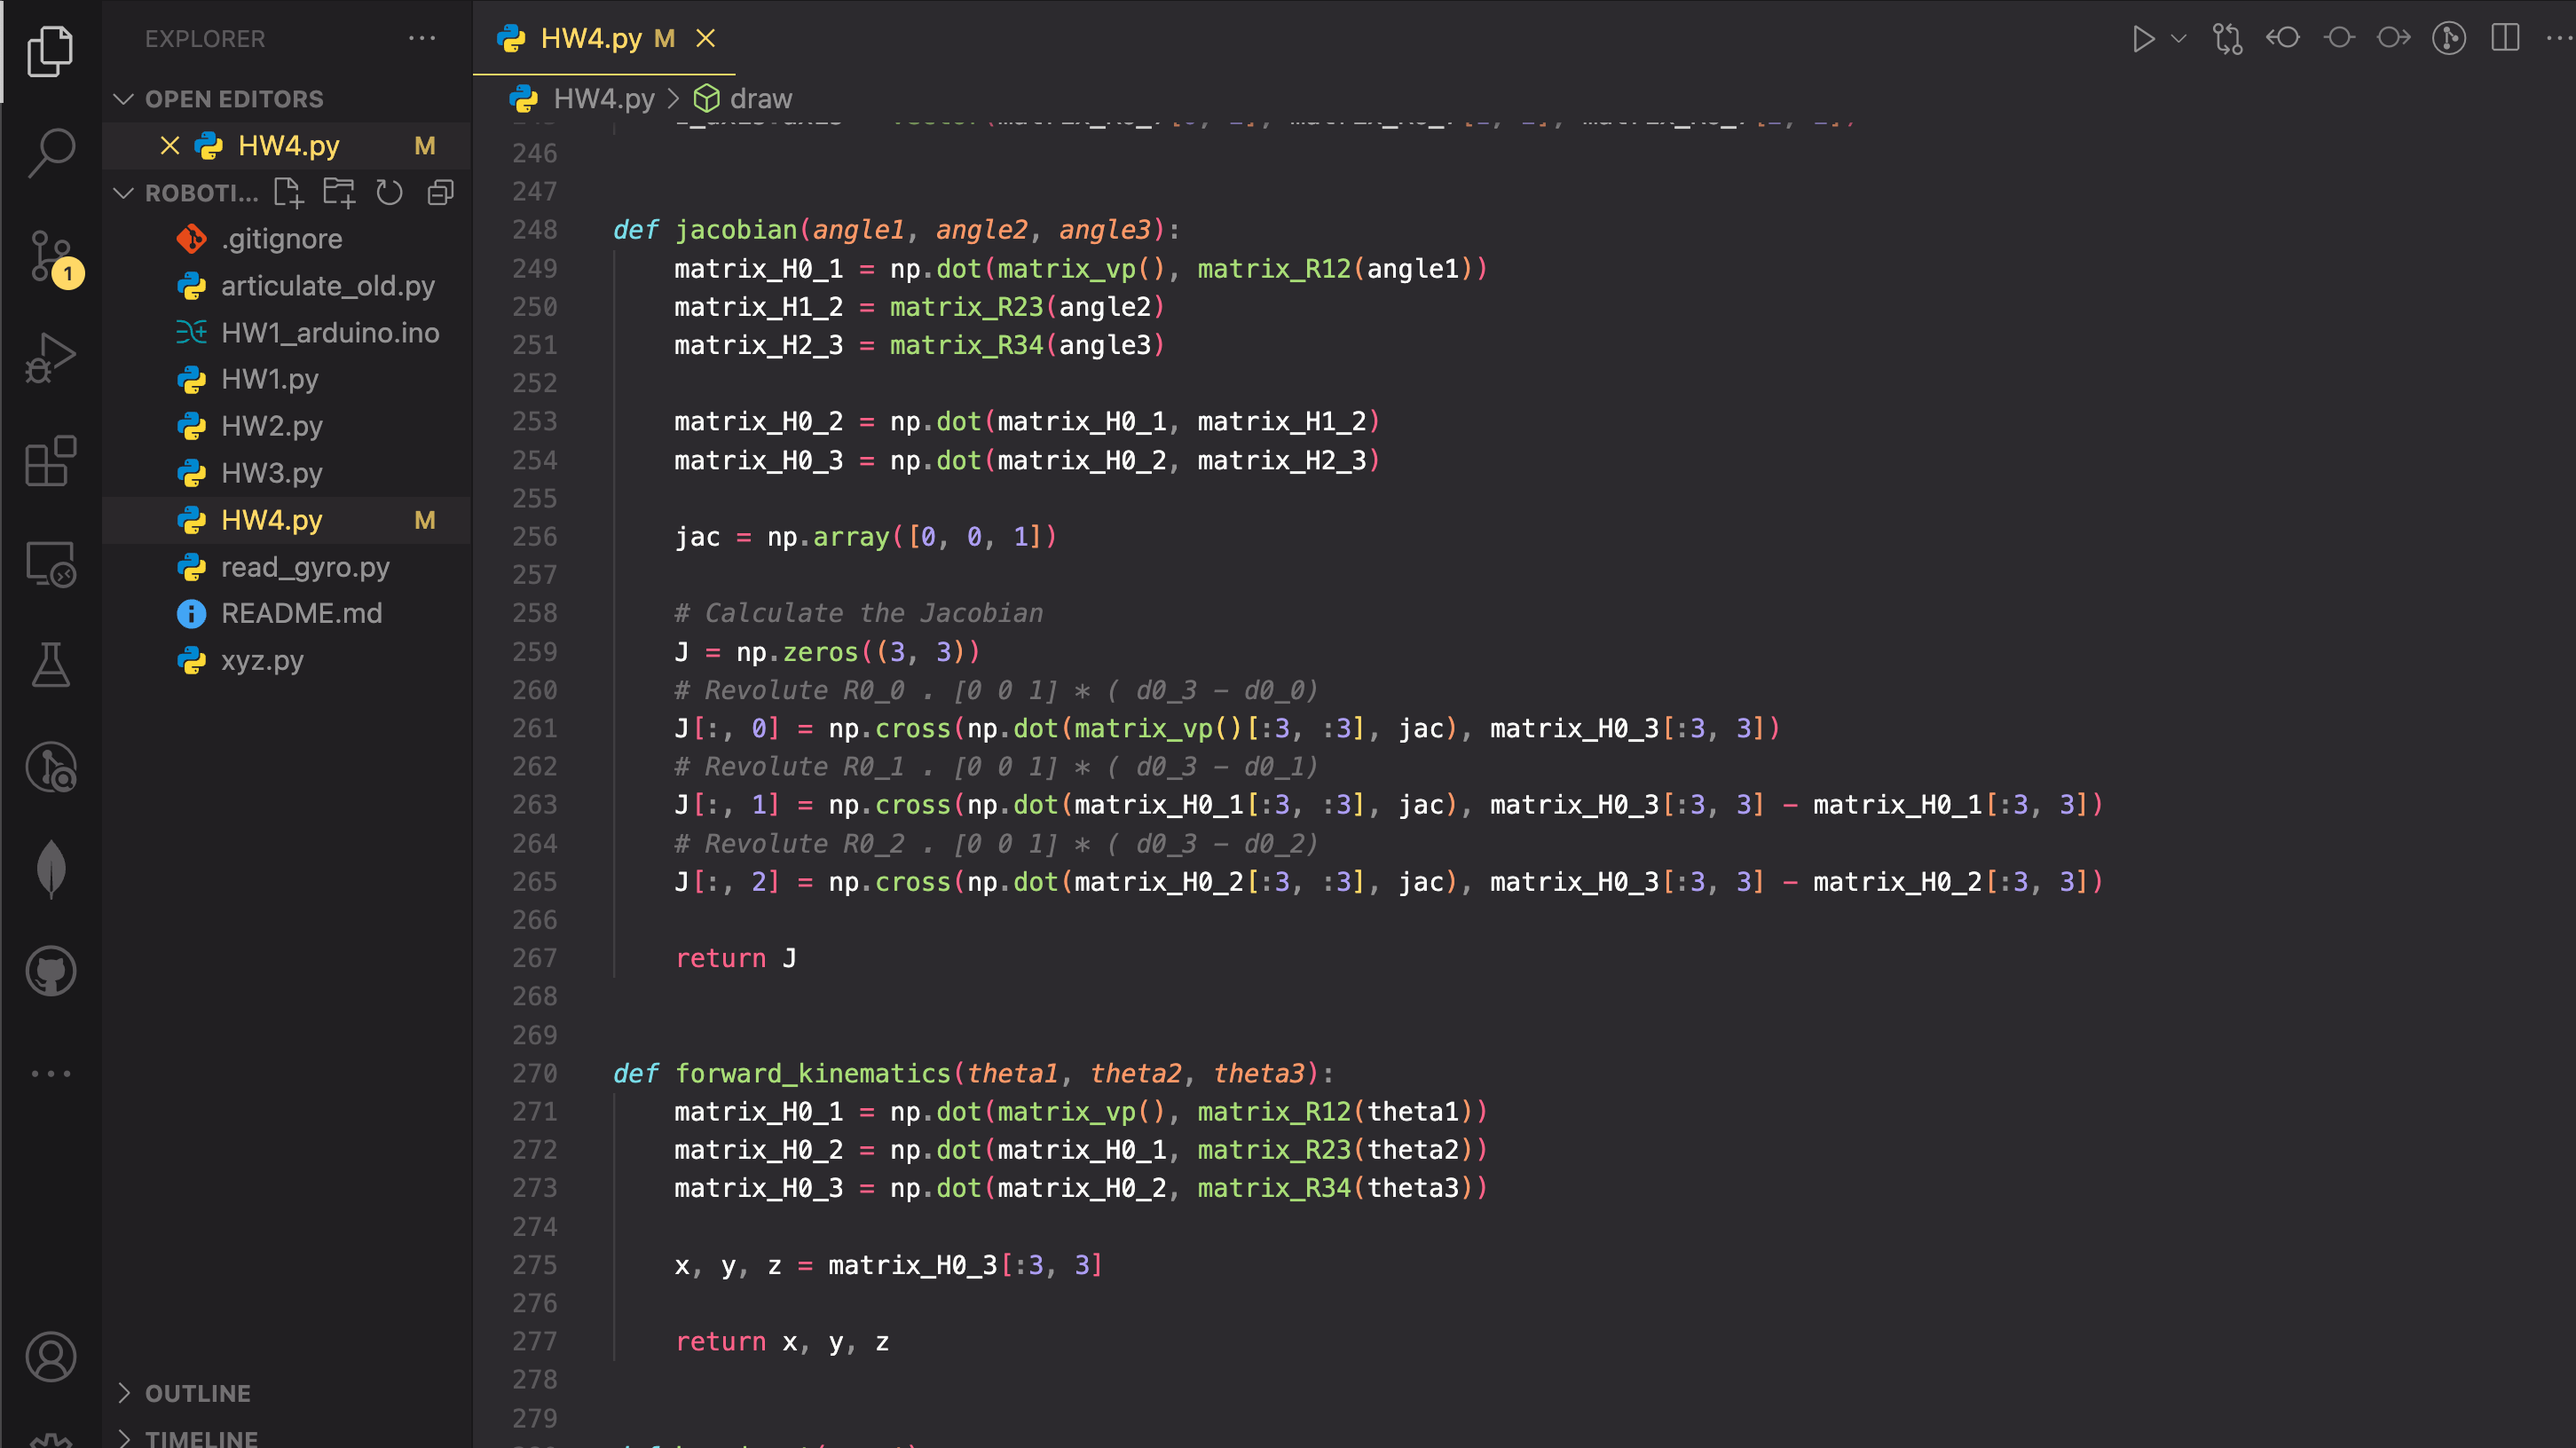 EXPLORER
OPEN EDITORS
HW4.py M
ROBOTI...
.gitignore
articulate_old.py
HW1_arduino.ino
HW1.py
HW2.py
HW3.py
HW4.py M
read_gyro.py
README.md
xyz.py
OUTLINE
TIMELINE
1
HW4.py M
HW4.py > draw
246
247
248 def jacobian(angle1, angle2, angle3):
249 matrix_H0_1 = np.dot(matrix_vp(), matrix_R12(angle1))
250 matrix_H1_2 = matrix_R23(angle2)
251 matrix_H2_3 = matrix_R34(angle3)
252
253 matrix_H0_2 = np.dot(matrix_H0_1, matrix_H1_2)
254 matrix_H0_3 = np.dot(matrix_H0_2, matrix_H2_3)
255
256 jac = np.array([0, 0, 1])
257
258 # Calculate the Jacobian
259 J = np.zeros((3, 3))
260 # Revolute R0_0 . [0 0 1] * ( d0_3 - d0_0)
261 J[:, 0] = np.cross(np.dot(matrix_vp()[:3, :3], jac), matrix_H0_3[:3, 3])
262 # Revolute R0_1 . [0 0 1] * ( d0_3 - d0_1)
263 J[:, 1] = np.cross(np.dot(matrix_H0_1[:3, :3], jac), matrix_H0_3[:3, 3] - matrix_H0_1[:3, 3])
264 # Revolute R0_2 . [0 0 1] * ( d0_3 - d0_2)
265 J[:, 2] = np.cross(np.dot(matrix_H0_2[:3, :3], jac), matrix_H0_3[:3, 3] - matrix_H0_2[:3, 3])
266
267 return J
268
269
270 def forward_kinematics(theta1, theta2, theta3):
271 matrix_H0_1 = np.dot(matrix_vp(), matrix_R12(theta1))
272 matrix_H0_2 = np.dot(matrix_H0_1, matrix_R23(theta2))
273 matrix_H0_3 = np.dot(matrix_H0_2, matrix_R34(theta3))
274
275 x, y, z = matrix_H0_3[:3, 3]
276
277 return x, y, z
278
279